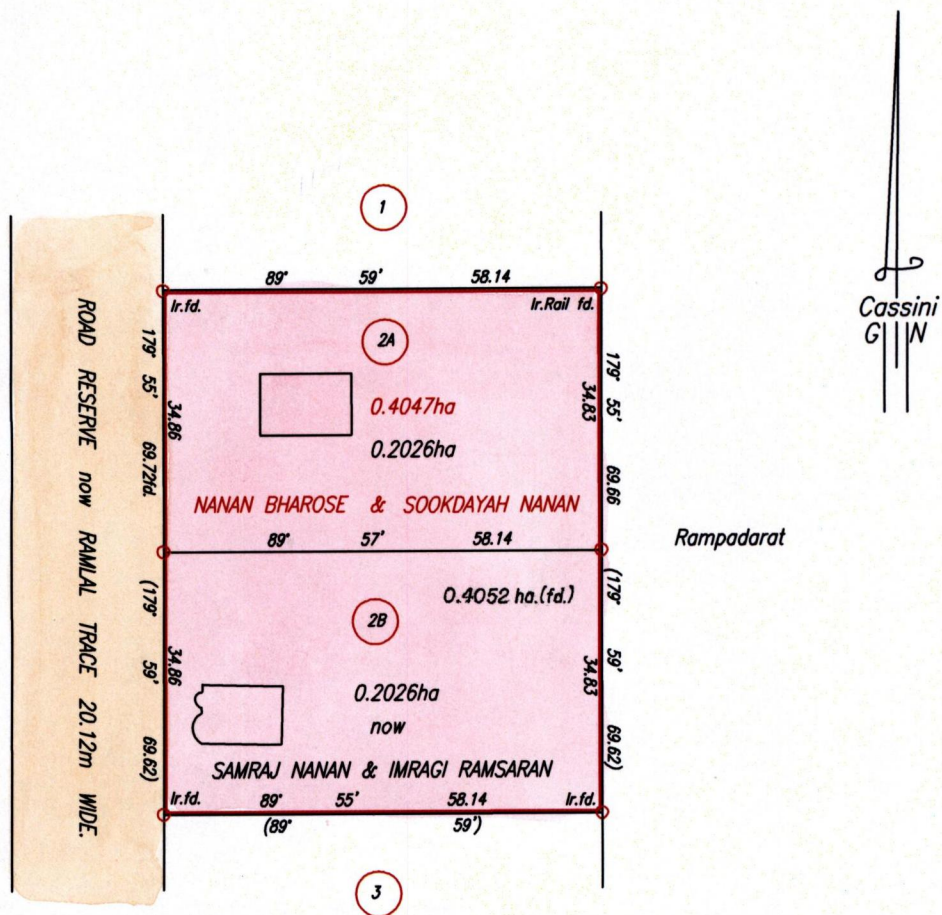 1
89° 59' 58.14
Ir.fd. Ir.Rail fd.
2A
0.4047ha
0.2026ha
NANAN BHAROSE & SOOKDAYAH NANAN
89° 57' 58.14
0.4052 ha.(fd.)
2B
0.2026ha
now
SAMRAJ NANAN & IMRAGI RAMSARAN
Ir.fd. 89° 55' 58.14 Ir.fd.
(89° 59')
3
ROAD RESERVE now RAMLAL TRACE 20.12m WIDE.
179° 55' 69.72fd.
(179° 59' 69.62)
34.86
34.86
34.83
34.83
179° 55' 69.66
(179° 59' 69.62)
Rampadarat
Cassini
G N